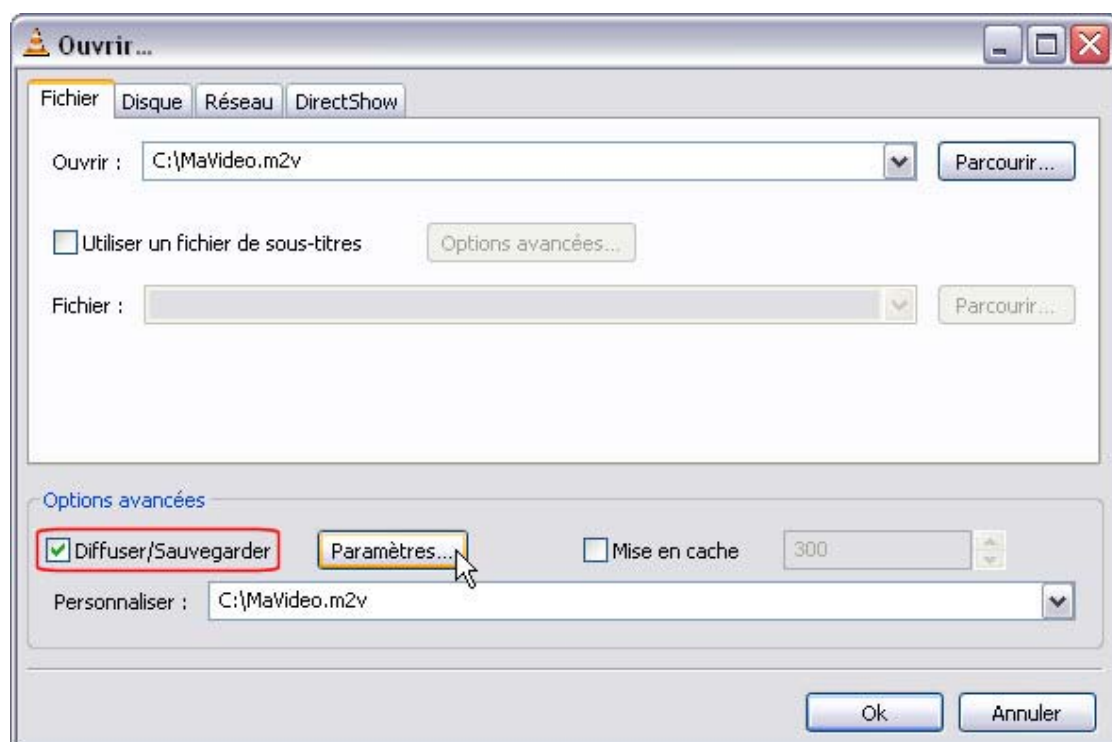 Ouvrir...
Fichier Disque Réseau DirectShow
Ouvrir : C:\MaVideo.m2v Parcourir...
Utiliser un fichier de sous-titres Options avancées...
Fichier : Parcourir...
Options avancées
Diffuser/Sauvegarder Paramètres... Mise en cache 300
Personnaliser : C:\MaVideo.m2v
Ok Annuler